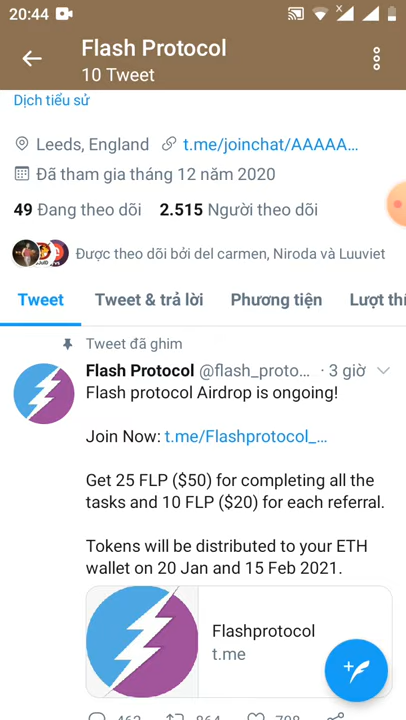 20:44
Flash Protocol
10 Tweet
Dịch tiểu sử
Leeds, England t.me/joinchat/AAAAA...
Đã tham gia tháng 12 năm 2020
49 Đang theo dõi 2.515 Người theo dõi
Được theo dõi bởi del carmen, Niroda và Luuviet
Tweet Tweet & trả lời Phương tiện Lượt thí
Tweet đã ghim
Flash Protocol @flash_proto... · 3 giờ
Flash protocol Airdrop is ongoing!
Join Now: t.me/Flashprotocol_...
Get 25 FLP ($50) for completing all the
tasks and 10 FLP ($20) for each referral.
Tokens will be distributed to your ETH
wallet on 20 Jan and 15 Feb 2021.
Flashprotocol
t.me
462 864 798